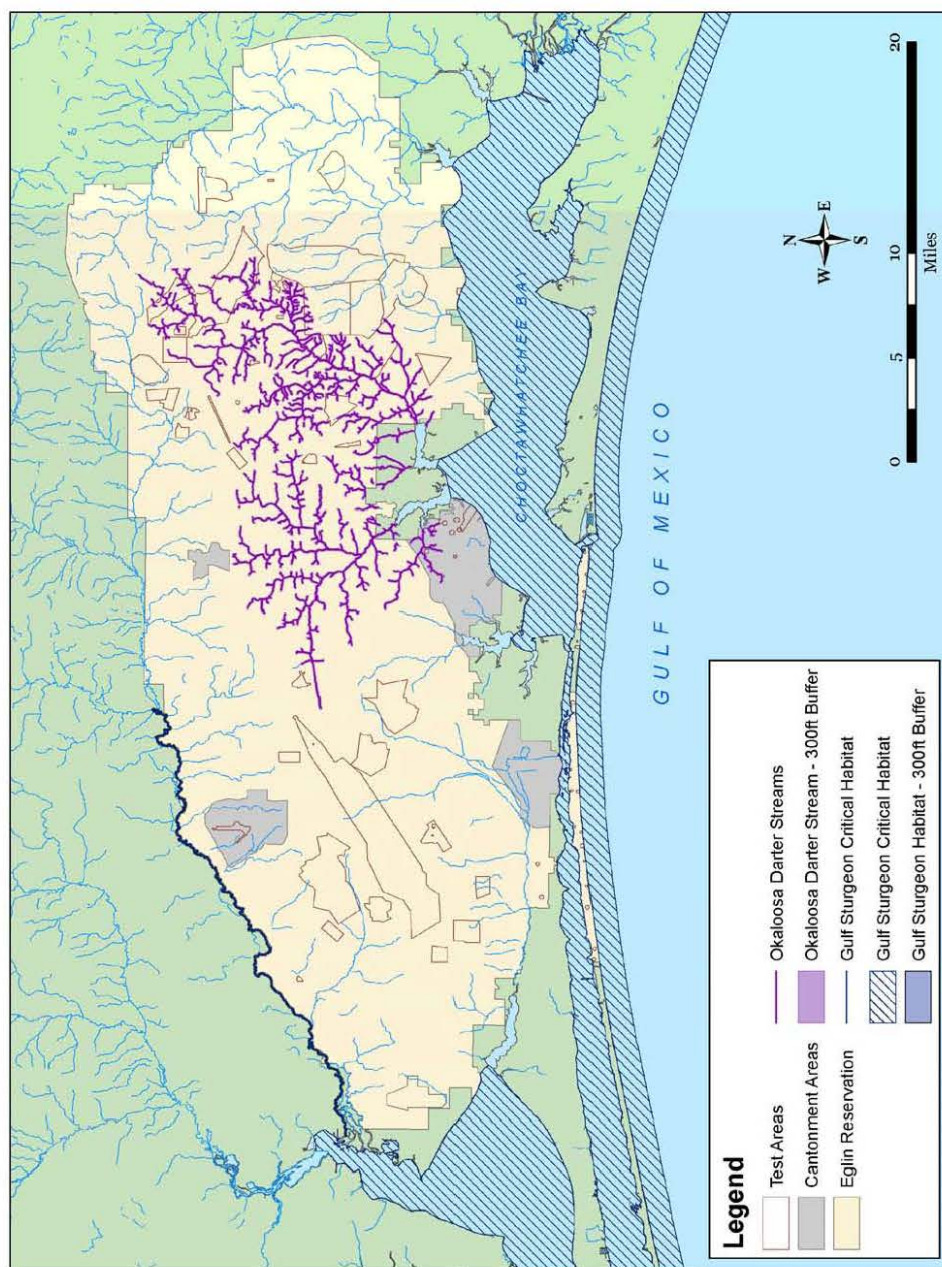 CHOCTAWHATCHEE BAY
GULF OF MEXICO
N
W E
S
0 5 10 20
Miles
Legend
Test Areas
Cantonment Areas
Eglin Reservation
Okaloosa Darter Streams
Okaloosa Darter Stream - 300ft Buffer
Gulf Sturgeon Critical Habitat
Gulf Sturgeon Critical Habitat
Gulf Sturgeon Habitat - 300ft Buffer